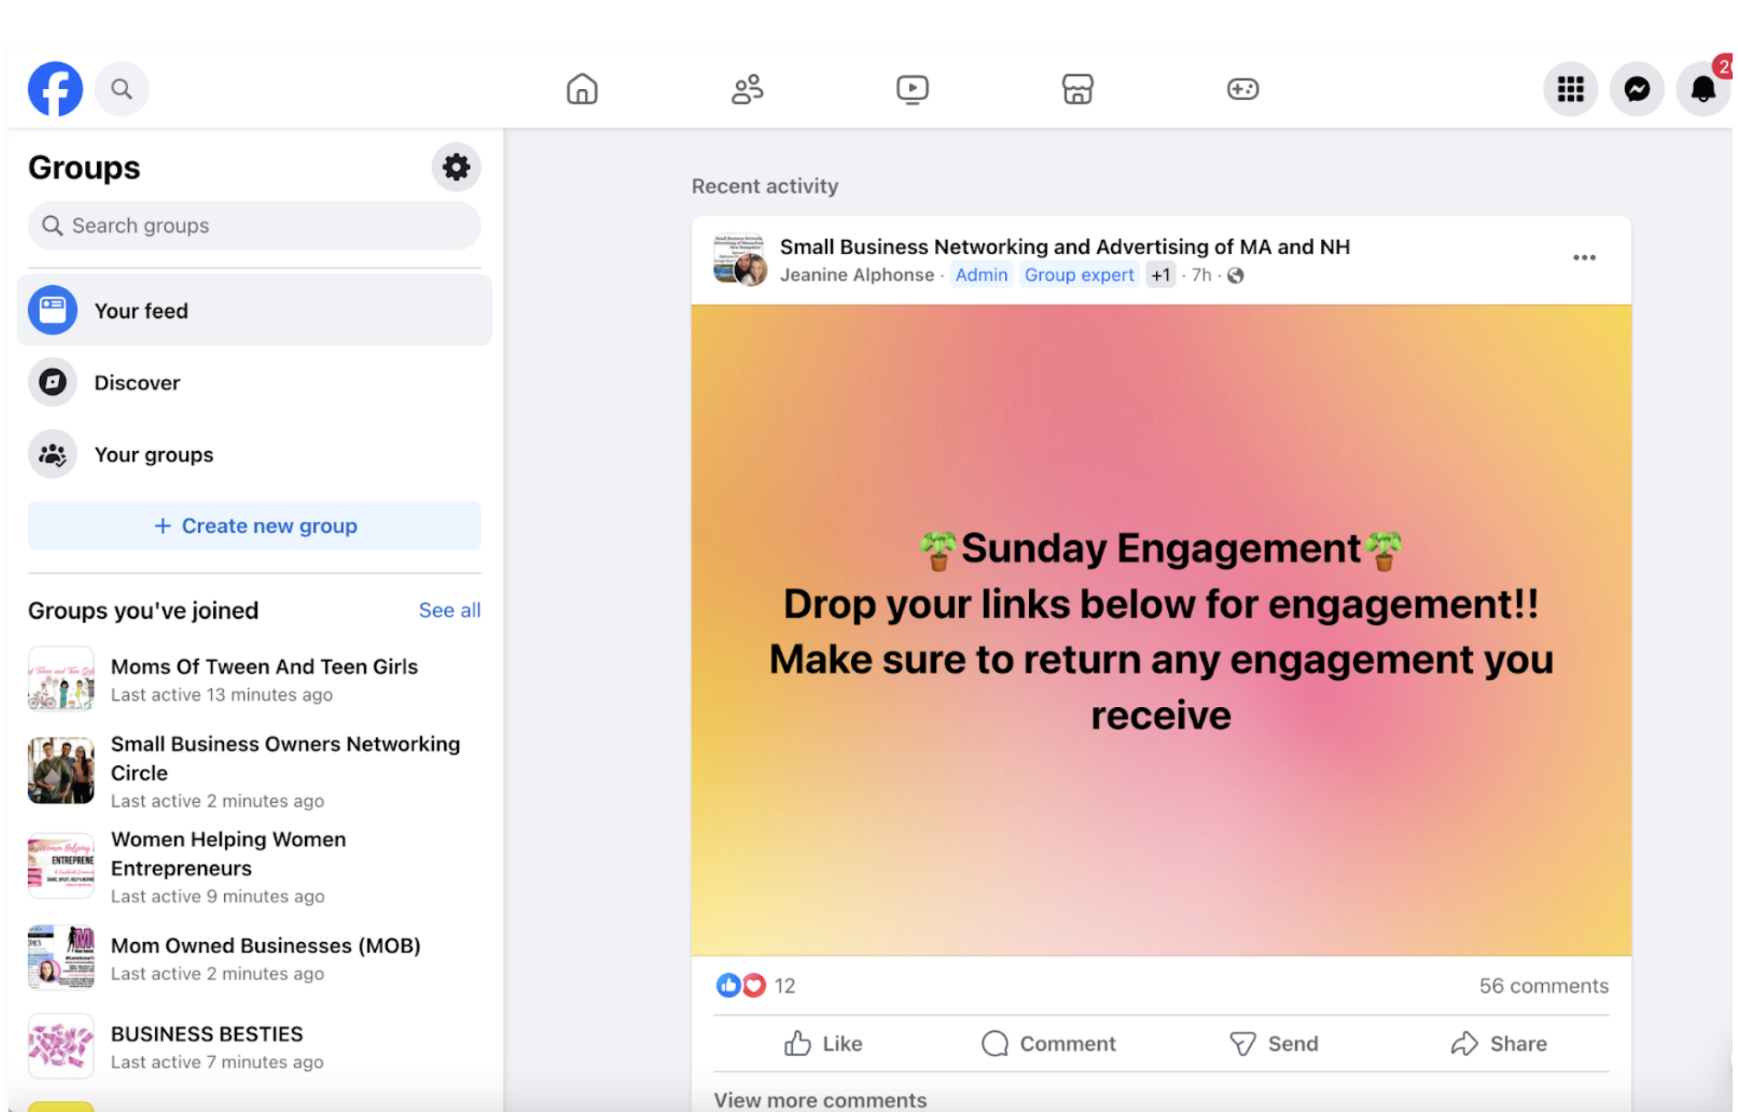 20
Groups
Search groups
Your feed
Discover
Your groups
+ Create new group
Groups you've joined
See all
Moms Of Tween And Teen Girls
Last active 13 minutes ago
Small Business Owners Networking
Circle
Last active 2 minutes ago
Women Helping Women
Entrepreneurs
Last active 9 minutes ago
Mom Owned Businesses (MOB)
Last active 2 minutes ago
BUSINESS BESTIES
Last active 7 minutes ago
Recent activity
Small Business Networking and Advertising of MA and NH
Jeanine Alphonse · Admin Group expert +1 · 7h ·
🪴Sunday Engagement🪴
Drop your links below for engagement!!
Make sure to return any engagement you
receive
12
56 comments
Like Comment Send Share
View more comments